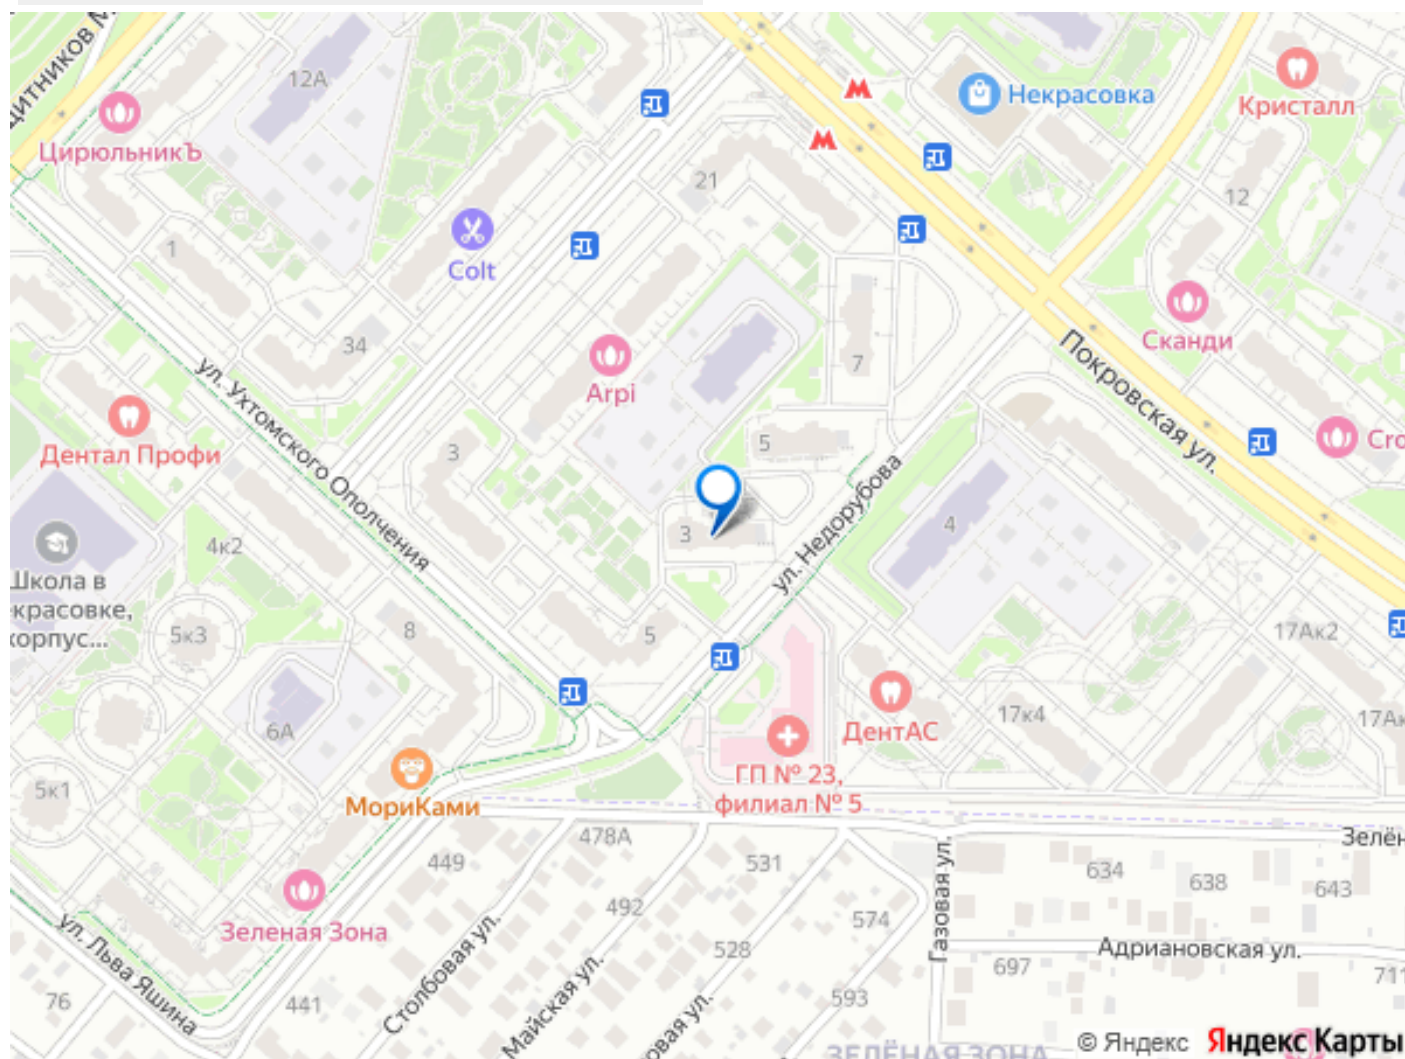 12А
Некрасовка
Кристалл
ЦирюльникЪ
21
12
1
Colt
34
7
Сканди
Arpi
ул. Ухтомского Ополчения
Покровская ул.
Дентал Профи
3
5
ул. Недорубова
4
3
4к2
Школа в
красовке,
корпус...
5к3
8
5
17Ак2
6А
17к4
ДентАС
ГП № 23,
филиал № 5
5к1
МориКами
449
478А
531
634
638
643
492
574
Газовая ул.
Зеленая Зона
ул. Льва Яшина
Столбовая ул.
528
Адриановская ул.
697
76
441
Майская ул.
593
ЗЕЛЁНАЯ ЗОНА
© Яндекс Яндекс Карты